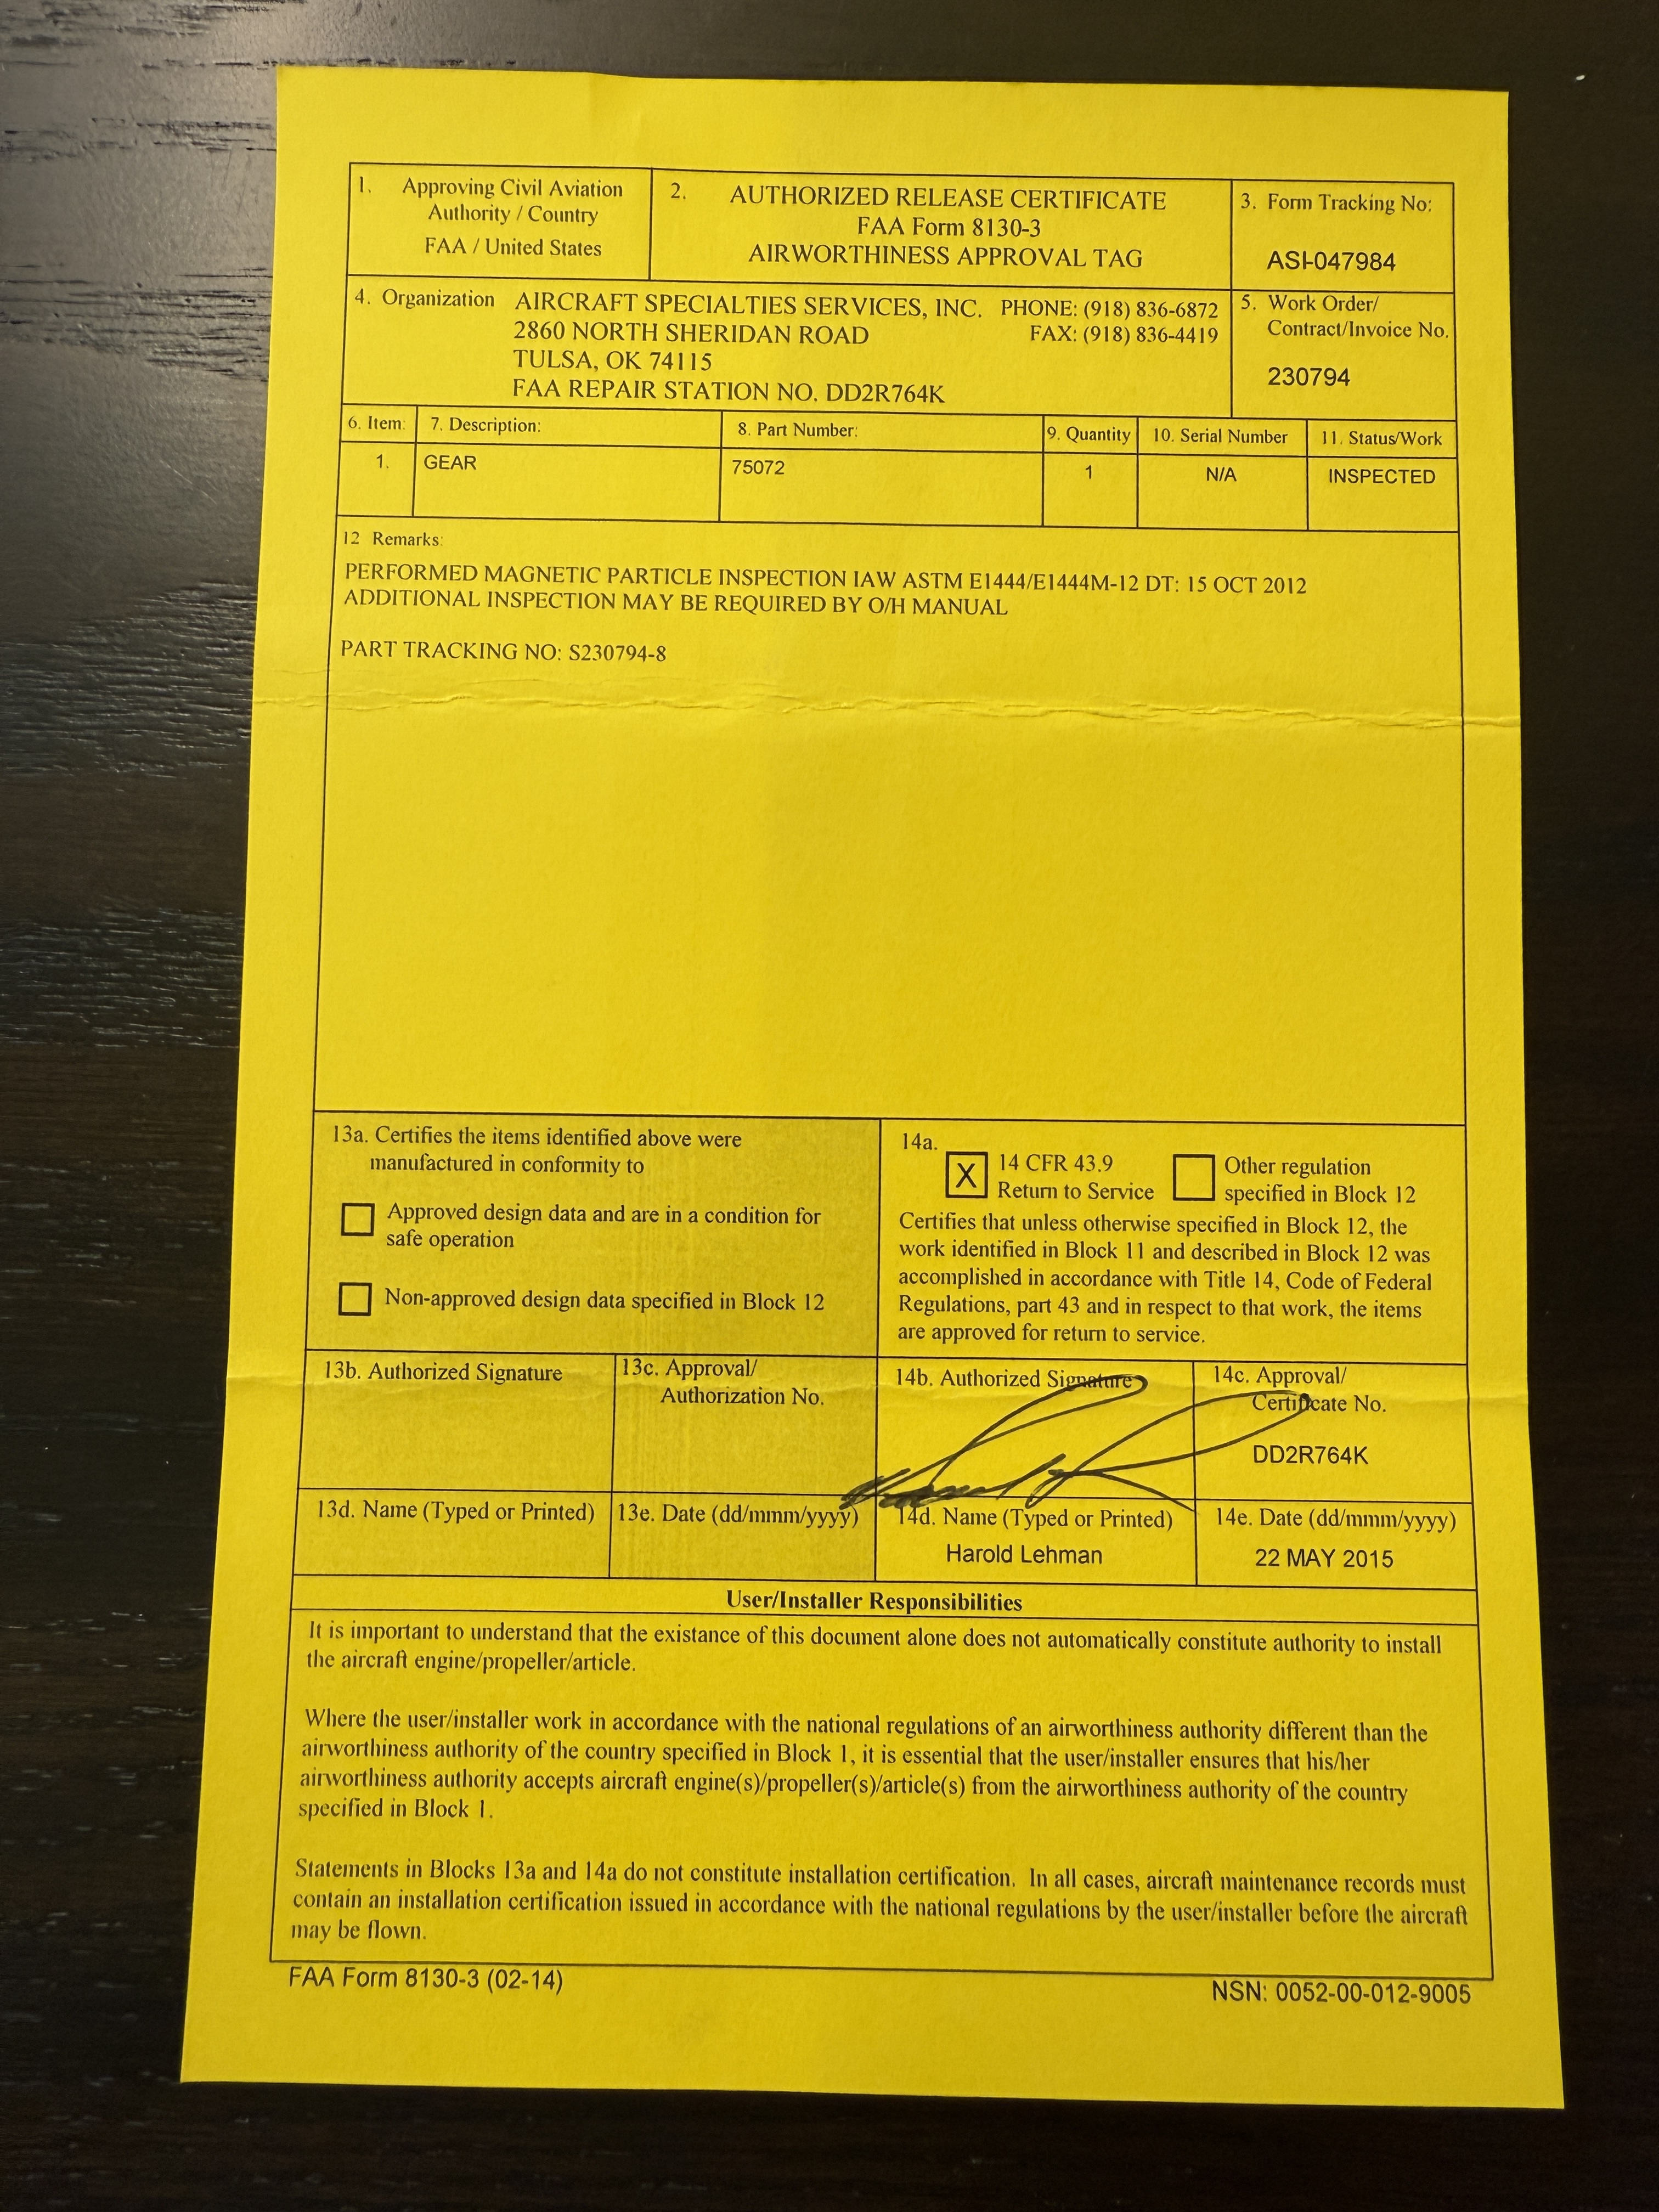 1. Approving Civil Aviation
Authority / Country
FAA / United States
2. AUTHORIZED RELEASE CERTIFICATE
FAA Form 8130-3
AIRWORTHINESS APPROVAL TAG
3. Form Tracking No:
ASI-047984
4. Organization AIRCRAFT SPECIALTIES SERVICES, INC. PHONE: (918) 836-6872
2860 NORTH SHERIDAN ROAD FAX: (918) 836-4419
TULSA, OK 74115
FAA REPAIR STATION NO. DD2R764K
5. Work Order/
Contract/Invoice No.
230794
6. Item: 7. Description: 8. Part Number: 9. Quantity 10. Serial Number 11. Status/Work
1. GEAR 75072 1 N/A INSPECTED
12 Remarks:
PERFORMED MAGNETIC PARTICLE INSPECTION IAW ASTM E1444/E1444M-12 DT: 15 OCT 2012
ADDITIONAL INSPECTION MAY BE REQUIRED BY O/H MANUAL
PART TRACKING NO: S230794-8
13a. Certifies the items identified above were
manufactured in conformity to
Approved design data and are in a condition for
safe operation
Non-approved design data specified in Block 12
14a.
X 14 CFR 43.9
Return to Service
Other regulation
specified in Block 12
Certifies that unless otherwise specified in Block 12, the
work identified in Block 11 and described in Block 12 was
accomplished in accordance with Title 14, Code of Federal
Regulations, part 43 and in respect to that work, the items
are approved for return to service.
13b. Authorized Signature
13c. Approval/
Authorization No.
14b. Authorized Signature
14c. Approval/
Certificate No.
DD2R764K
13d. Name (Typed or Printed)
13e. Date (dd/mmm/yyyy)
14d. Name (Typed or Printed)
Harold Lehman
14e. Date (dd/mmm/yyyy)
22 MAY 2015
User/Installer Responsibilities
It is important to understand that the existance of this document alone does not automatically constitute authority to install
the aircraft engine/propeller/article.
Where the user/installer work in accordance with the national regulations of an airworthiness authority different than the
airworthiness authority of the country specified in Block 1, it is essential that the user/installer ensures that his/her
airworthiness authority accepts aircraft engine(s)/propeller(s)/article(s) from the airworthiness authority of the country
specified in Block 1.
Statements in Blocks 13a and 14a do not constitute installation certification. In all cases, aircraft maintenance records must
contain an installation certification issued in accordance with the national regulations by the user/installer before the aircraft
may be flown.
FAA Form 8130-3 (02-14)
NSN: 0052-00-012-9005